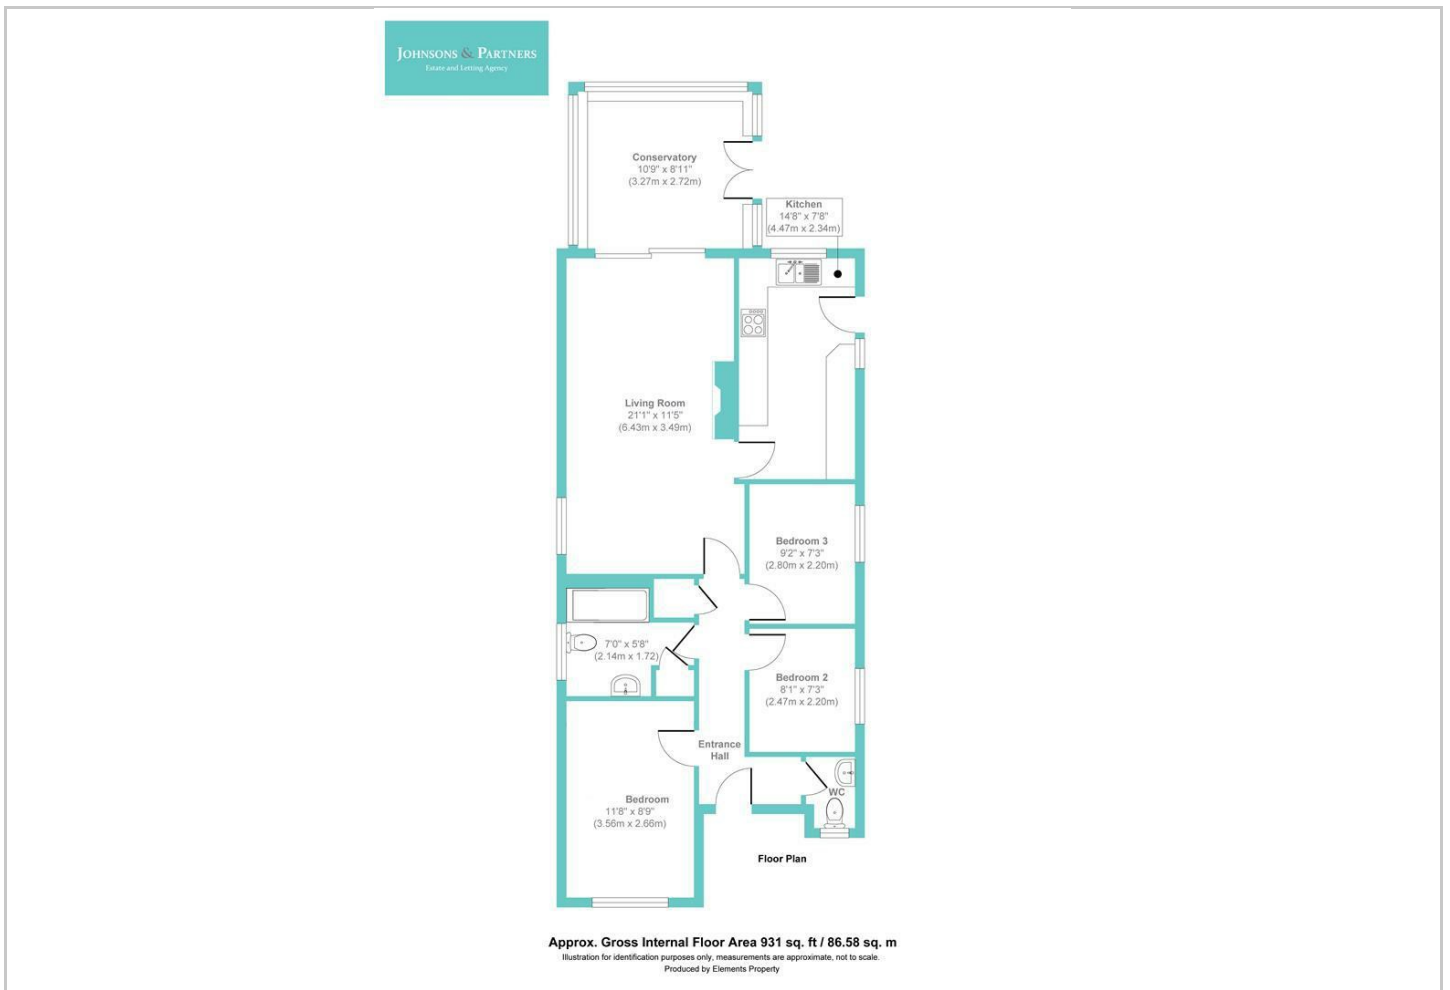 JOHNSONS & PARTNERS
Estate and Letting Agency
Conservatory
10'9" x 8'11"
(3.27m x 2.72m)
Kitchen
14'8" x 7'8"
(4.47m x 2.34m)
Living Room
21'1" x 11'5"
(6.43m x 3.49m)
Bedroom 3
9'2" x 7'3"
(2.80m x 2.20m)
7'0" x 5'8"
(2.14m x 1.72)
Bedroom 2
8'1" x 7'3"
(2.47m x 2.20m)
Entrance
Hall
WC
Bedroom
11'8" x 8'9"
(3.56m x 2.66m)
Floor Plan
Approx. Gross Internal Floor Area 931 sq. ft / 86.58 sq. m
Illustration for identification purposes only, measurements are approximate, not to scale.
Produced by Elements Property